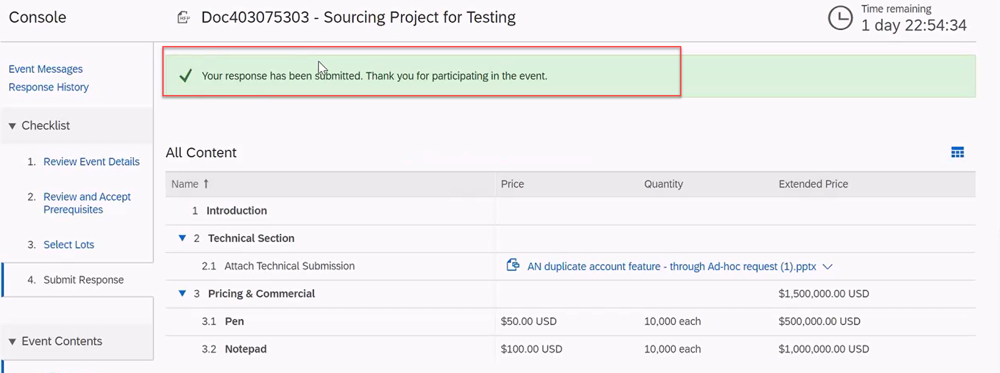 Console
RFP
Doc403075303 - Sourcing Project for Testing
Time remaining
1 day 22:54:34
Event Messages
Response History
Your response has been submitted. Thank you for participating in the event.
Checklist
1. Review Event Details
2. Review and Accept
Prerequisites
3. Select Lots
4. Submit Response
Event Contents
All Content
Name ↑ Price Quantity Extended Price
1 Introduction
2 Technical Section
2.1 Attach Technical Submission AN duplicate account feature - through Ad-hoc request (1).pptx
3 Pricing & Commercial $1,500,000.00 USD
3.1 Pen $50.00 USD 10,000 each $500,000.00 USD
3.2 Notepad $100.00 USD 10,000 each $1,000,000.00 USD